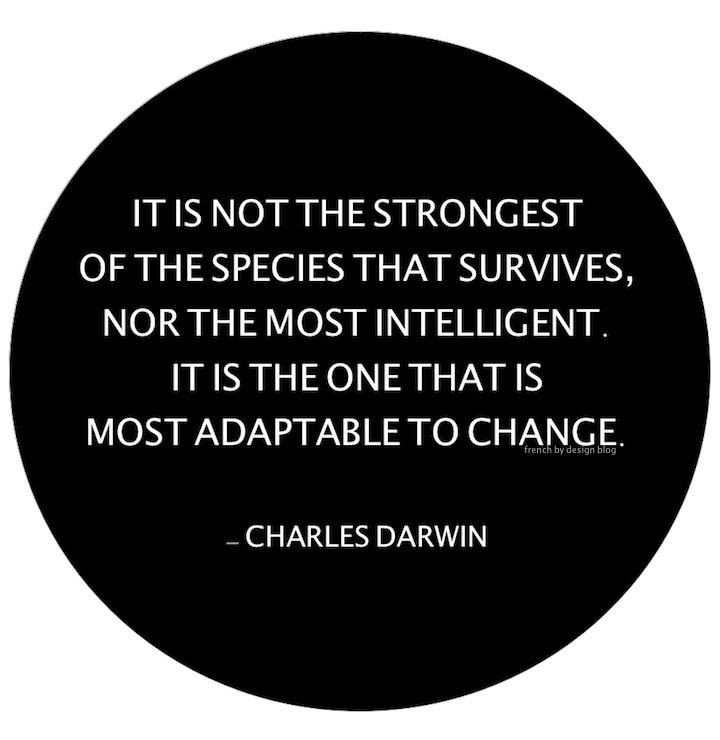 IT IS NOT THE STRONGEST
OF THE SPECIES THAT SURVIVES,
NOR THE MOST INTELLIGENT.
IT IS THE ONE THAT IS
MOST ADAPTABLE TO CHANGE.
french by design blog
– CHARLES DARWIN